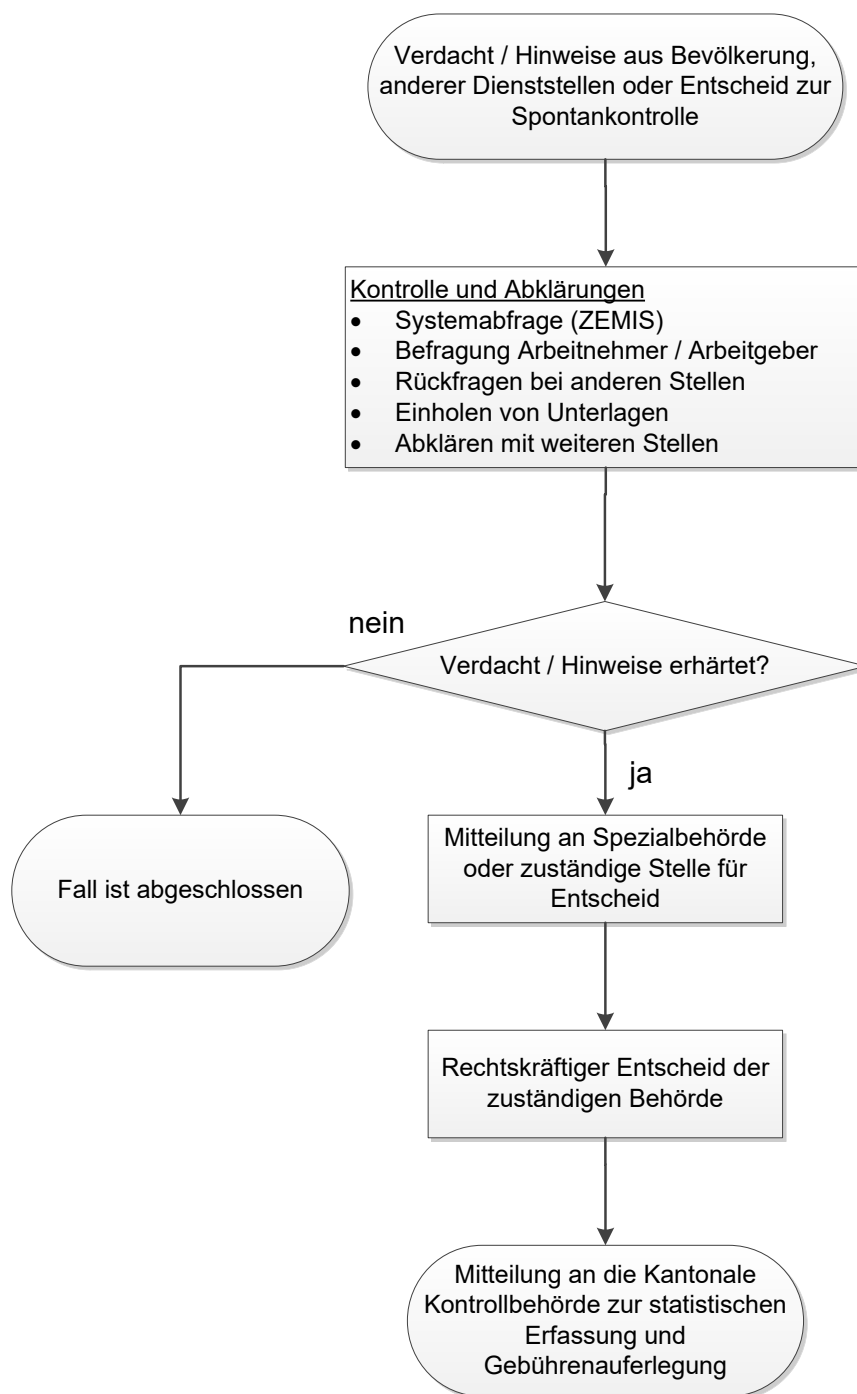 Verdacht / Hinweise aus Bevölkerung,
anderer Dienststellen oder Entscheid zur
Spontankontrolle
Kontrolle und Abklärungen
• Systemabfrage (ZEMIS)
• Befragung Arbeitnehmer / Arbeitgeber
• Rückfragen bei anderen Stellen
• Einholen von Unterlagen
• Abklären mit weiteren Stellen
nein
Verdacht / Hinweise erhärtet?
ja
Mitteilung an Spezialbehörde
oder zuständige Stelle für
Entscheid
Fall ist abgeschlossen
Rechtskräftiger Entscheid der
zuständigen Behörde
Mitteilung an die Kantonale
Kontrollbehörde zur statistischen
Erfassung und
Gebührenauferlegung